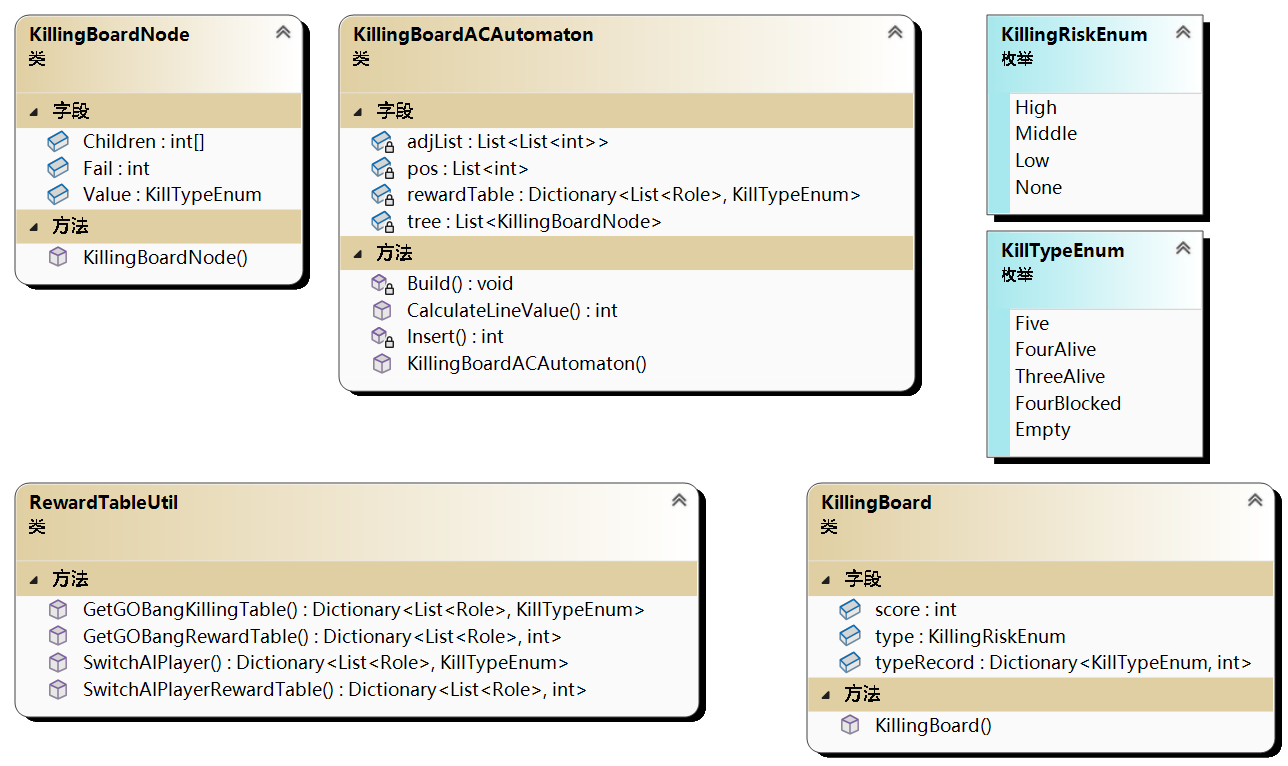 KillingBoardNode
类
字段
Children : int[]
Fail : int
Value : KillTypeEnum
方法
KillingBoardNode()
KillingBoardACAutomaton
类
字段
adjList : List<List<int>>
pos : List<int>
rewardTable : Dictionary<List<Role>, KillTypeEnum>
tree : List<KillingBoardNode>
方法
Build() : void
CalculateLineValue() : int
Insert() : int
KillingBoardACAutomaton()
KillingRiskEnum
枚举
High
Middle
Low
None
KillTypeEnum
枚举
Five
FourAlive
ThreeAlive
FourBlocked
Empty
RewardTableUtil
类
方法
GetGOBangKillingTable() : Dictionary<List<Role>, KillTypeEnum>
GetGOBangRewardTable() : Dictionary<List<Role>, int>
SwitchAIPlayer() : Dictionary<List<Role>, KillTypeEnum>
SwitchAIPlayerRewardTable() : Dictionary<List<Role>, int>
KillingBoard
类
字段
score : int
type : KillingRiskEnum
typeRecord : Dictionary<KillTypeEnum, int>
方法
KillingBoard()